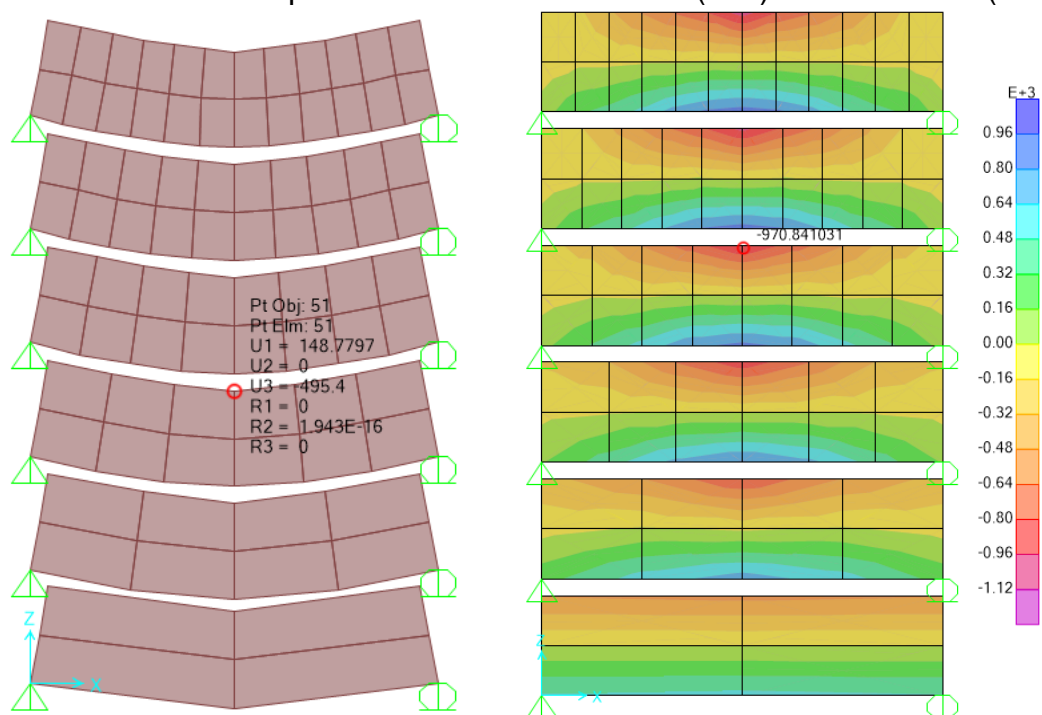 E+3
0.96
0.80
0.64
0.48
0.32
0.16
0.00
-0.16
-0.32
-0.48
-0.64
-0.80
-0.96
-1.12
-970.841031
Pt Obj: 51
Pt Elm: 51
U1 = 148.7797
U2 = 0
U3 = -495.4
R1 = 0
R2 = 1.943E-16
R3 = 0
Z
X
Z
X